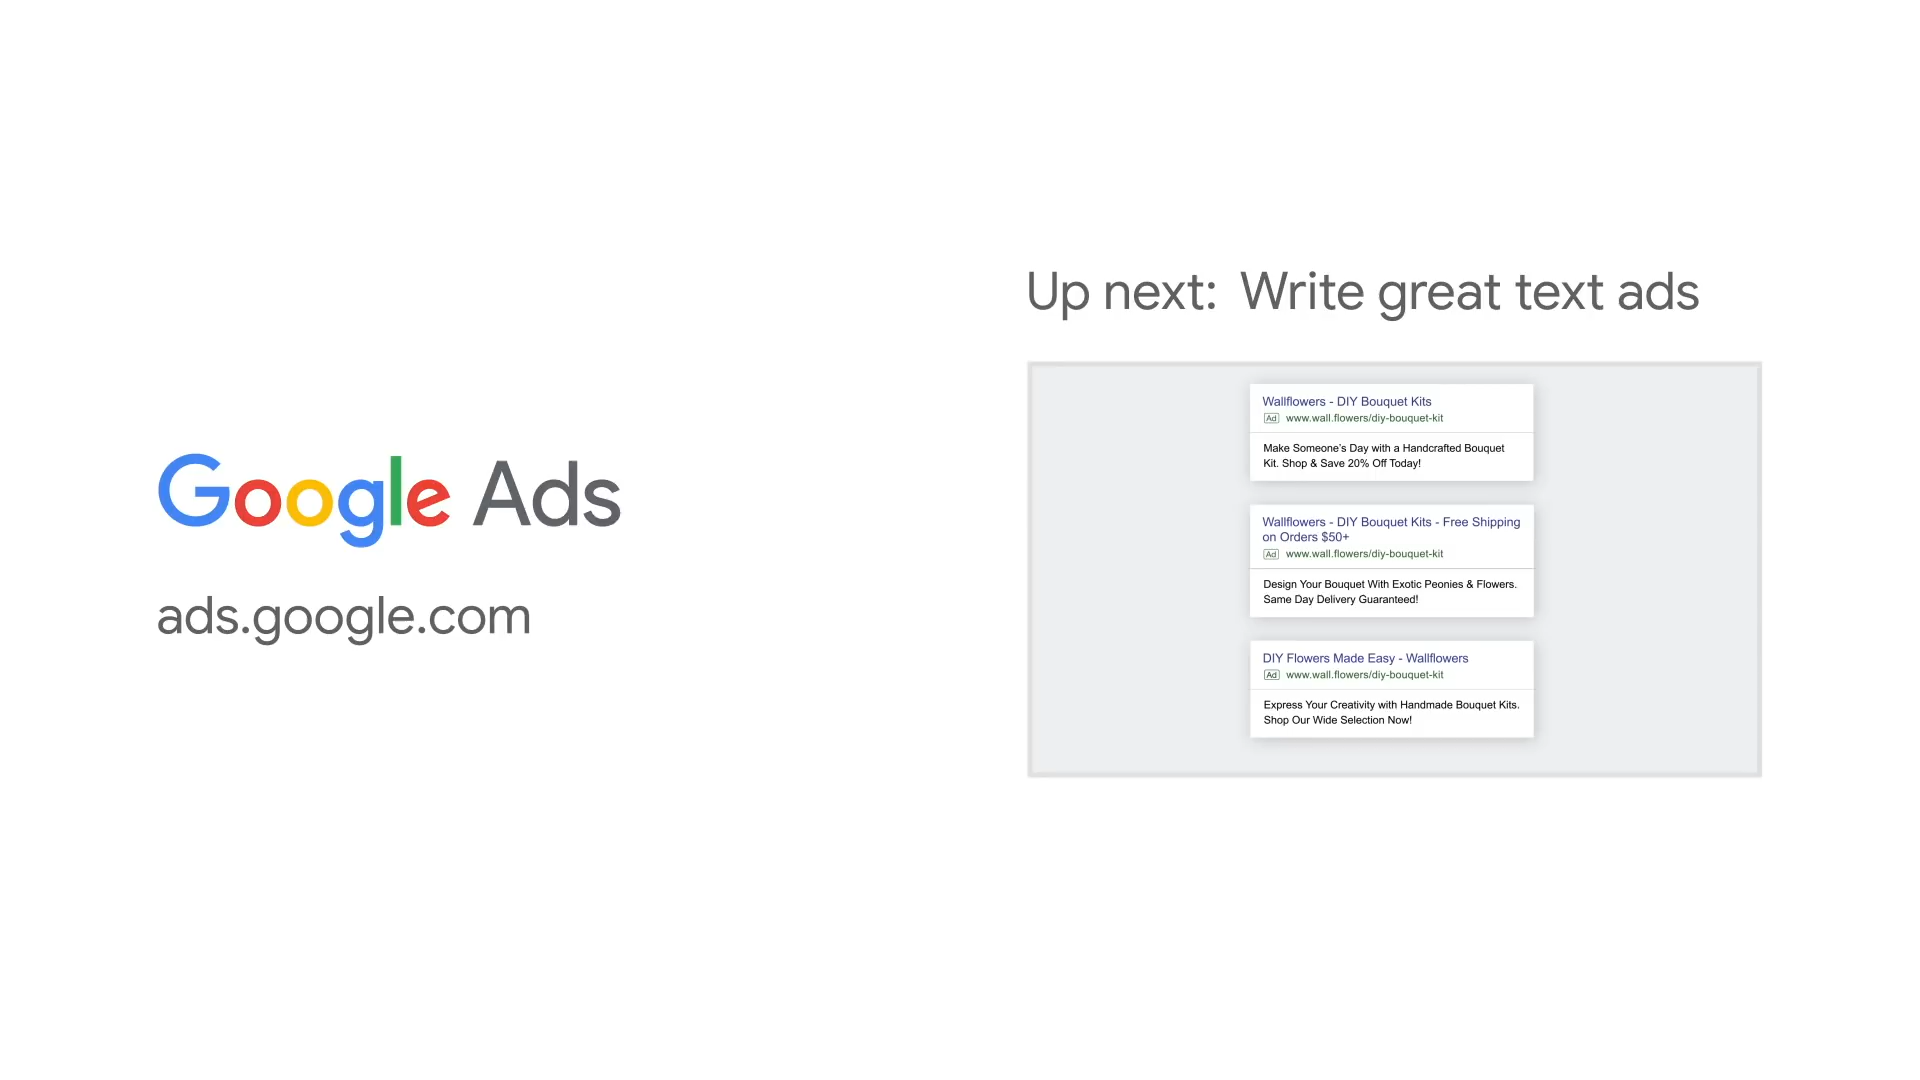 Google Ads
ads.google.com
Up next: Write great text ads
Wallflowers - DIY Bouquet Kits
Ad www.wall.flowers/diy-bouquet-kit
Make Someone's Day with a Handcrafted Bouquet
Kit. Shop & Save 20% Off Today!
Wallflowers - DIY Bouquet Kits - Free Shipping
on Orders $50+
Ad www.wall.flowers/diy-bouquet-kit
Design Your Bouquet With Exotic Peonies & Flowers.
Same Day Delivery Guaranteed!
DIY Flowers Made Easy - Wallflowers
Ad www.wall.flowers/diy-bouquet-kit
Express Your Creativity with Handmade Bouquet Kits.
Shop Our Wide Selection Now!